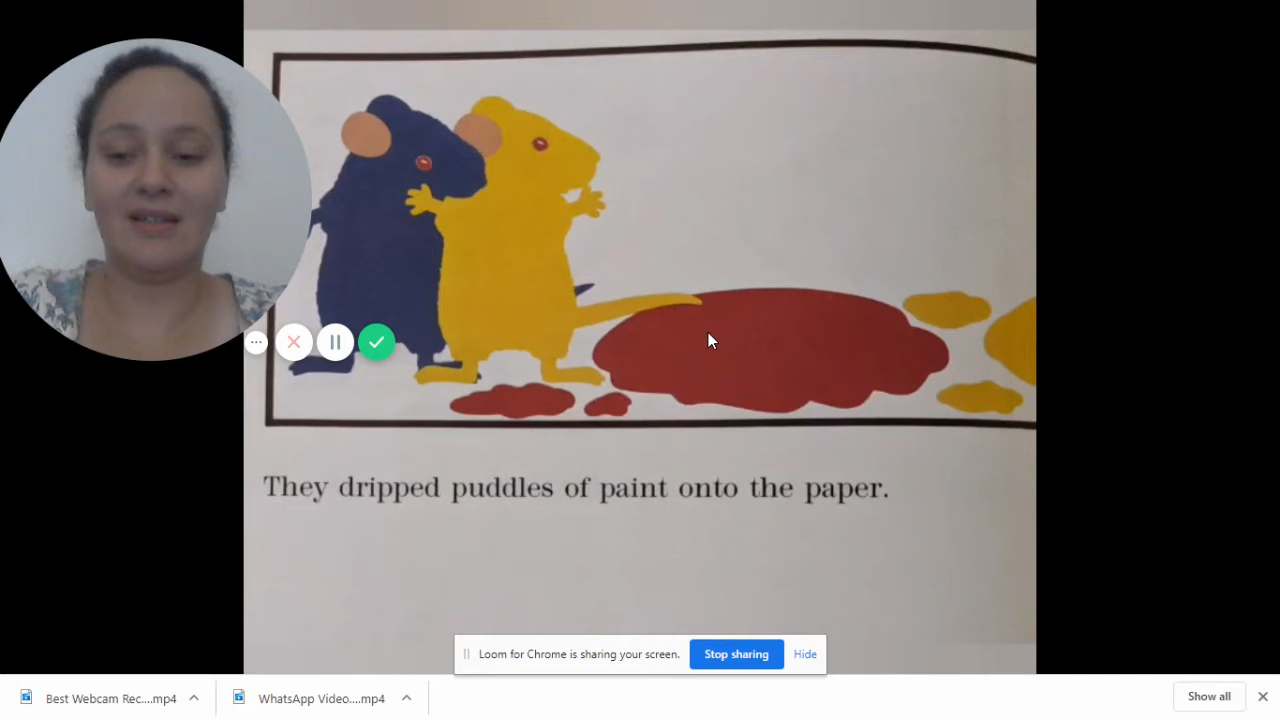 They dripped puddles of paint onto the paper.
Loom for Chrome is sharing your screen.
Stop sharing
Hide
Best Webcam Rec....mp4
WhatsApp Video....mp4
Show all